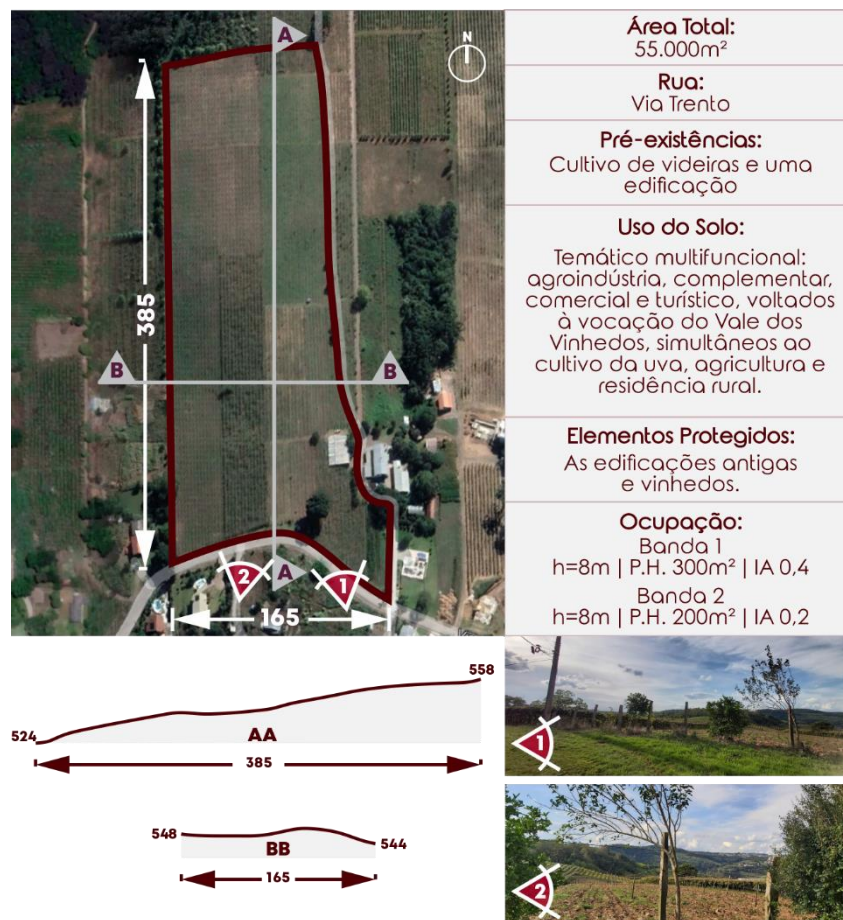 A
N
385
B
B
2
A
1
165
Área Total:
55.000m²
Rua:
Via Trento
Pré-existências:
Cultivo de videiras e uma
edificação
Uso do Solo:
Temático multifuncional:
agroindústria, complementar,
comercial e turístico, voltados
à vocação do Vale dos
Vinhedos, simultâneos ao
cultivo da uva, agricultura e
residência rural.
Elementos Protegidos:
As edificações antigas
e vinhedos.
Ocupação:
Banda 1
h=8m | P.H. 300m² | IA 0,4
Banda 2
h=8m | P.H. 200m² | IA 0,2
558
524
AA
385
548
544
BB
165
1
2